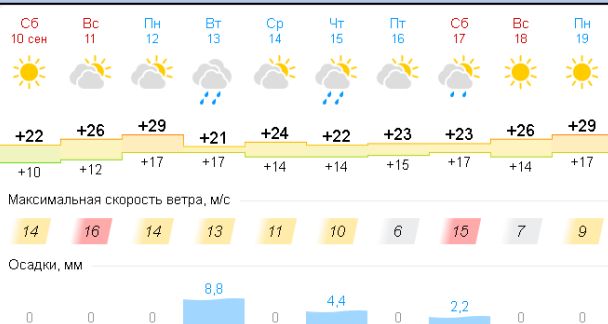 Сб Вс Пн Вт Ср Чт Пт Сб Вс Пн
10 сен 11 12 13 14 15 16 17 18 19
+22 +26 +29 +21 +24 +22 +23 +23 +26 +29
+10 +12 +17 +17 +14 +14 +15 +17 +14 +17
Максимальная скорость ветра, м/с
14 16 14 13 11 10 6 15 7 9
Осадки, мм
0 0 0 8,8 0 4,4 0 2,2 0 0